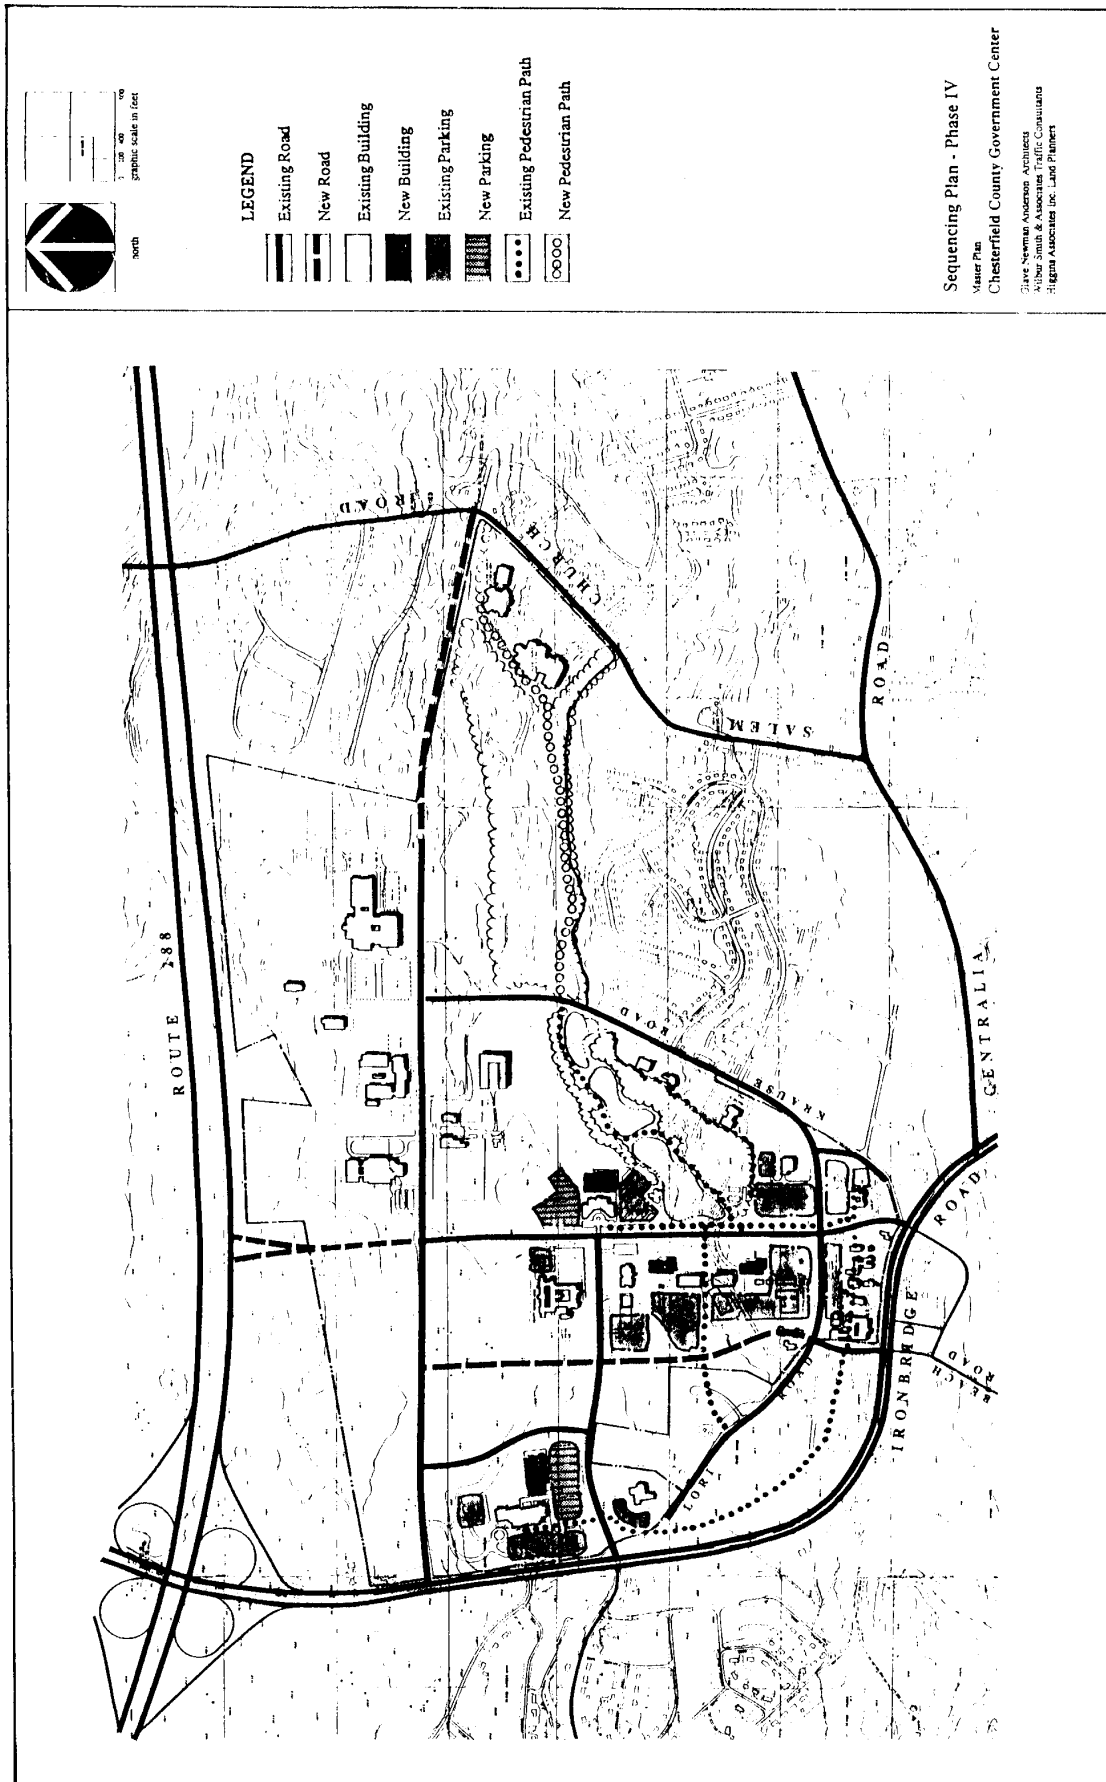 graphic scale in feet
north
LEGEND
Existing Road
New Road
Existing Building
New Building
Existing Parking
New Parking
Existing Pedestrian Path
New Pedestrian Path
Sequencing Plan - Phase IV
Master Plan
Chesterfield County Government Center
Glave Newman Anderson Architects
Wilbur Smith & Associates Traffic Consultants
Higgins Associates Inc. Land Planners
ROUTE 288
ROAD
CHURCH
SALEM
ROAD
CENTRALIA
KRAUSE
ROAD
IRONBRIDGE
ROAD
BEACH
ROAD
LORI
ROAD